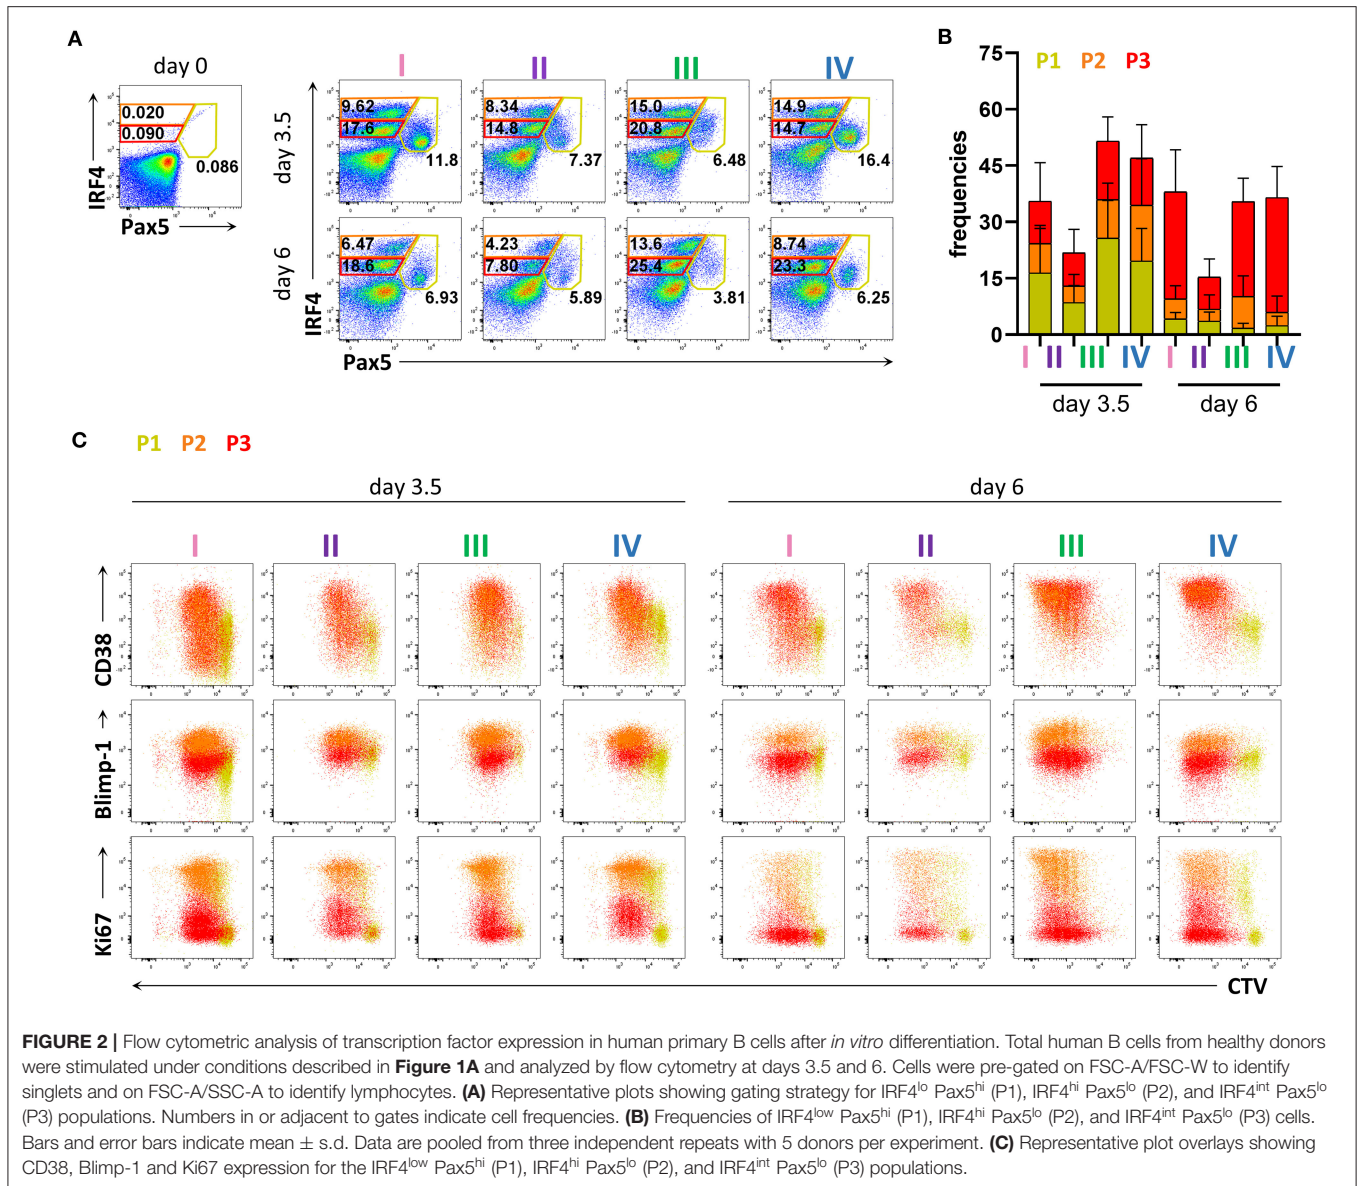 A
day 0
0.020
0.090
0.086
IRF4
Pax5
I II III IV
day 3.5
9.62
17.6
11.8
8.34
14.8
7.37
15.0
20.8
6.48
14.9
14.7
16.4
day 6
6.47
18.6
6.93
4.23
7.80
5.89
13.6
25.4
3.81
8.74
23.3
6.25
IRF4
Pax5
B
P1 P2 P3
frequencies
75
60
45
30
15
0
I II III IV I II III IV
day 3.5 day 6
C
P1 P2 P3
day 3.5 day 6
I II III IV I II III IV
CD38
Blimp-1
Ki67
CTV
FIGURE 2 | Flow cytometric analysis of transcription factor expression in human primary B cells after in vitro differentiation. Total human B cells from healthy donors
were stimulated under conditions described in Figure 1A and analyzed by flow cytometry at days 3.5 and 6. Cells were pre-gated on FSC-A/FSC-W to identify
singlets and on FSC-A/SSC-A to identify lymphocytes. (A) Representative plots showing gating strategy for IRF4lo Pax5hi (P1), IRF4hi Pax5lo (P2), and IRF4int Pax5lo
(P3) populations. Numbers in or adjacent to gates indicate cell frequencies. (B) Frequencies of IRF4low Pax5hi (P1), IRF4hi Pax5lo (P2), and IRF4int Pax5lo (P3) cells.
Bars and error bars indicate mean ± s.d. Data are pooled from three independent repeats with 5 donors per experiment. (C) Representative plot overlays showing
CD38, Blimp-1 and Ki67 expression for the IRF4low Pax5hi (P1), IRF4hi Pax5lo (P2), and IRF4int Pax5lo (P3) populations.